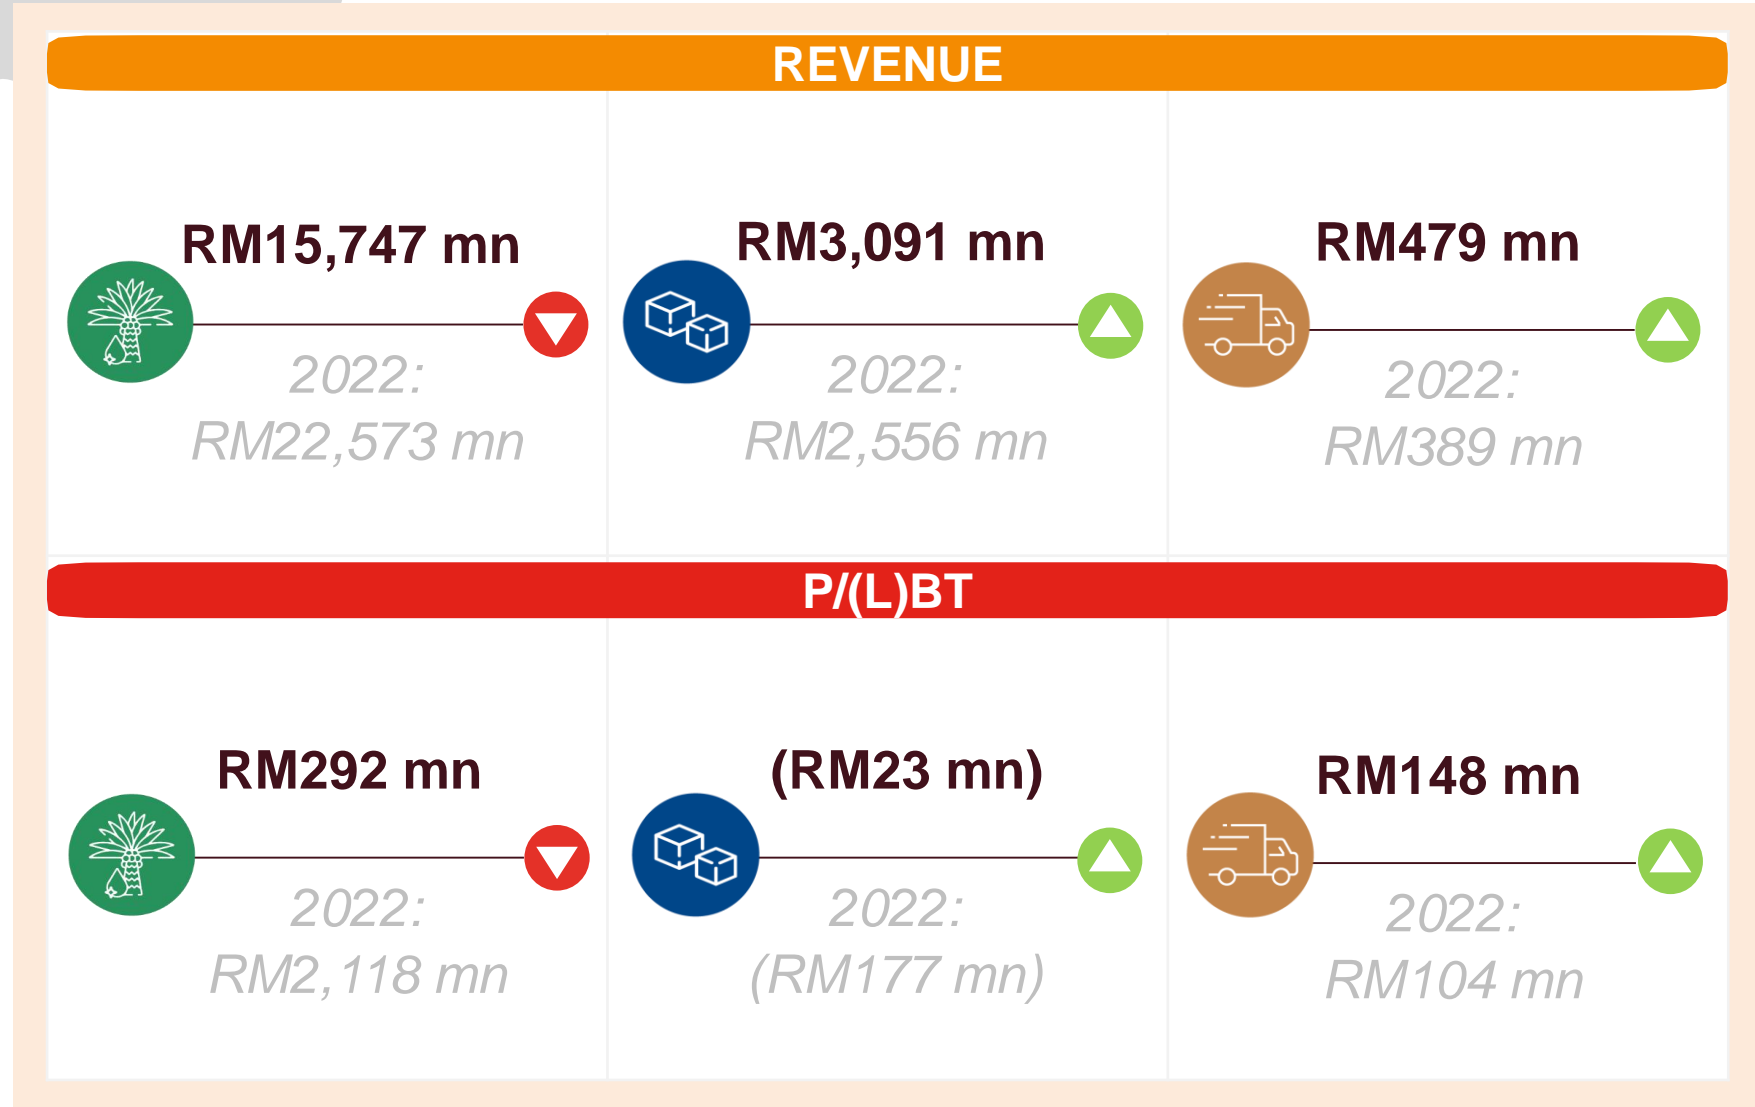 REVENUE
RM15,747 mn
2022:
RM22,573 mn
RM3,091 mn
2022:
RM2,556 mn
RM479 mn
2022:
RM389 mn
P/(L)BT
RM292 mn
2022:
RM2,118 mn
(RM23 mn)
2022:
(RM177 mn)
RM148 mn
2022:
RM104 mn